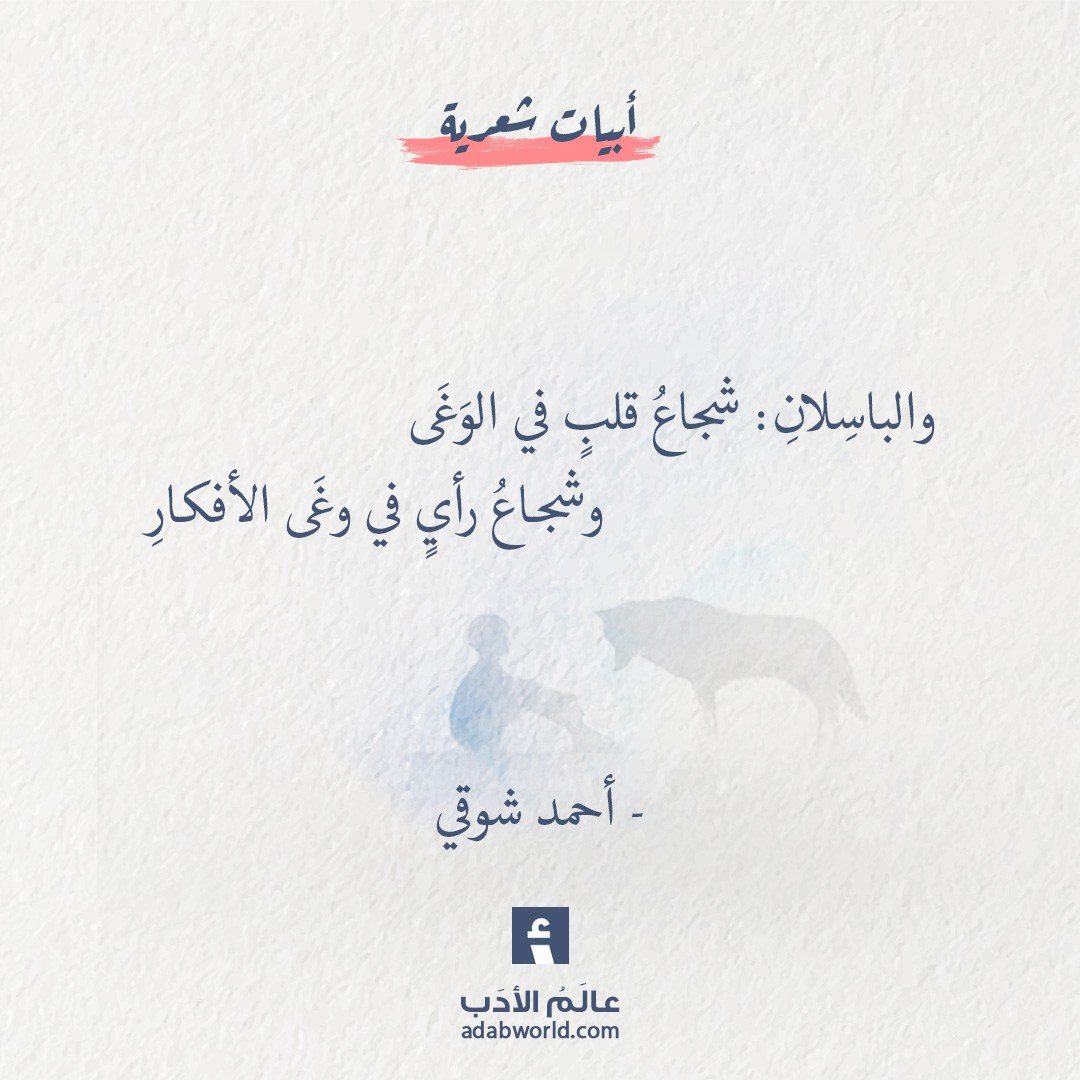 أبيات شعرية
والباسِلانِ: شجاعُ قلبٍ في الوَغَى
وشجاعُ رأيٍ في وغَى الأفكارِ
- أحمد شوقي
أ
عالَمُ الأدَب
adabworld.com